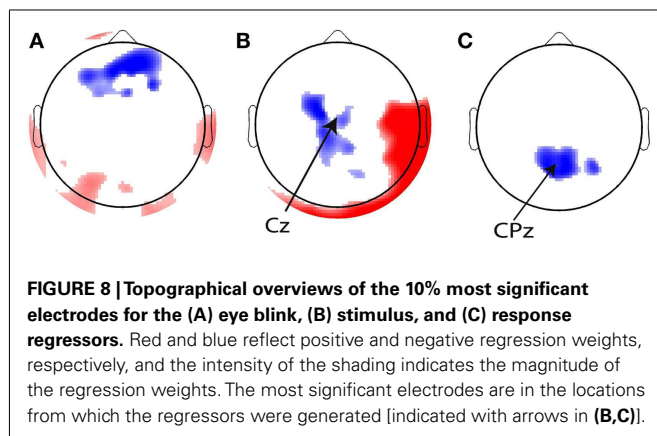 A B C
Cz
CPz
FIGURE 8 | Topographical overviews of the 10% most significant
electrodes for the (A) eye blink, (B) stimulus, and (C) response
regressors. Red and blue reflect positive and negative regression weights,
respectively, and the intensity of the shading indicates the magnitude of
the regression weights. The most significant electrodes are in the locations
from which the regressors were generated [indicated with arrows in (B,C)].